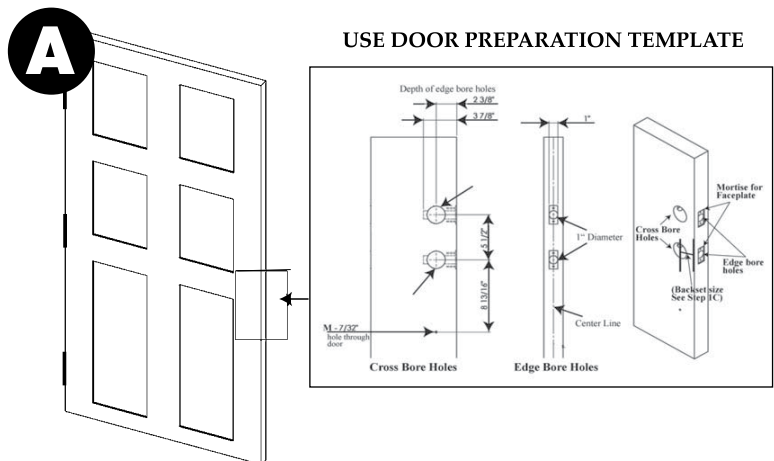 A
USE DOOR PREPARATION TEMPLATE
Depth of edge bore holes
2 3/8"
3 7/8"
1"
5 1/2"
8 13/16"
1" Diameter
Center Line
M - 7/32"
hole through
door
Cross Bore Holes
Edge Bore Holes
Mortise for
Faceplate
Cross Bore
Holes
Edge bore
holes
(Backset size
See Step 1C)